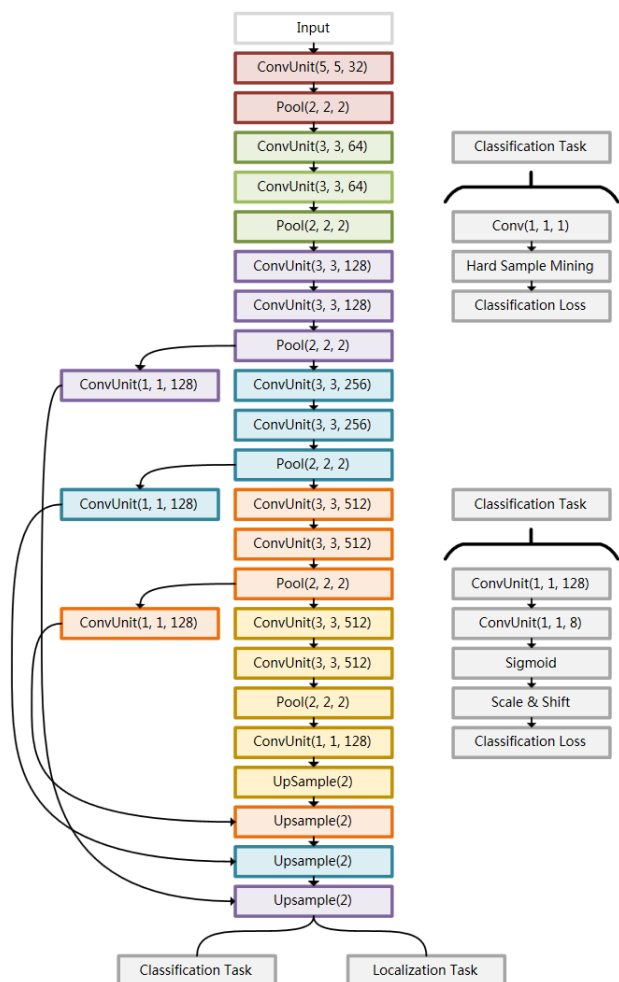 Input
ConvUnit(5, 5, 32)
Pool(2, 2, 2)
ConvUnit(3, 3, 64)
ConvUnit(3, 3, 64)
Pool(2, 2, 2)
ConvUnit(3, 3, 128)
ConvUnit(3, 3, 128)
Pool(2, 2, 2)
ConvUnit(1, 1, 128)
ConvUnit(3, 3, 256)
ConvUnit(3, 3, 256)
Pool(2, 2, 2)
ConvUnit(1, 1, 128)
ConvUnit(3, 3, 512)
ConvUnit(3, 3, 512)
Pool(2, 2, 2)
ConvUnit(1, 1, 128)
ConvUnit(3, 3, 512)
ConvUnit(3, 3, 512)
Pool(2, 2, 2)
ConvUnit(1, 1, 128)
UpSample(2)
Upsample(2)
Upsample(2)
Upsample(2)
Classification Task
Localization Task
Classification Task
Conv(1, 1, 1)
Hard Sample Mining
Classification Loss
Classification Task
ConvUnit(1, 1, 128)
ConvUnit(1, 1, 8)
Sigmoid
Scale & Shift
Classification Loss